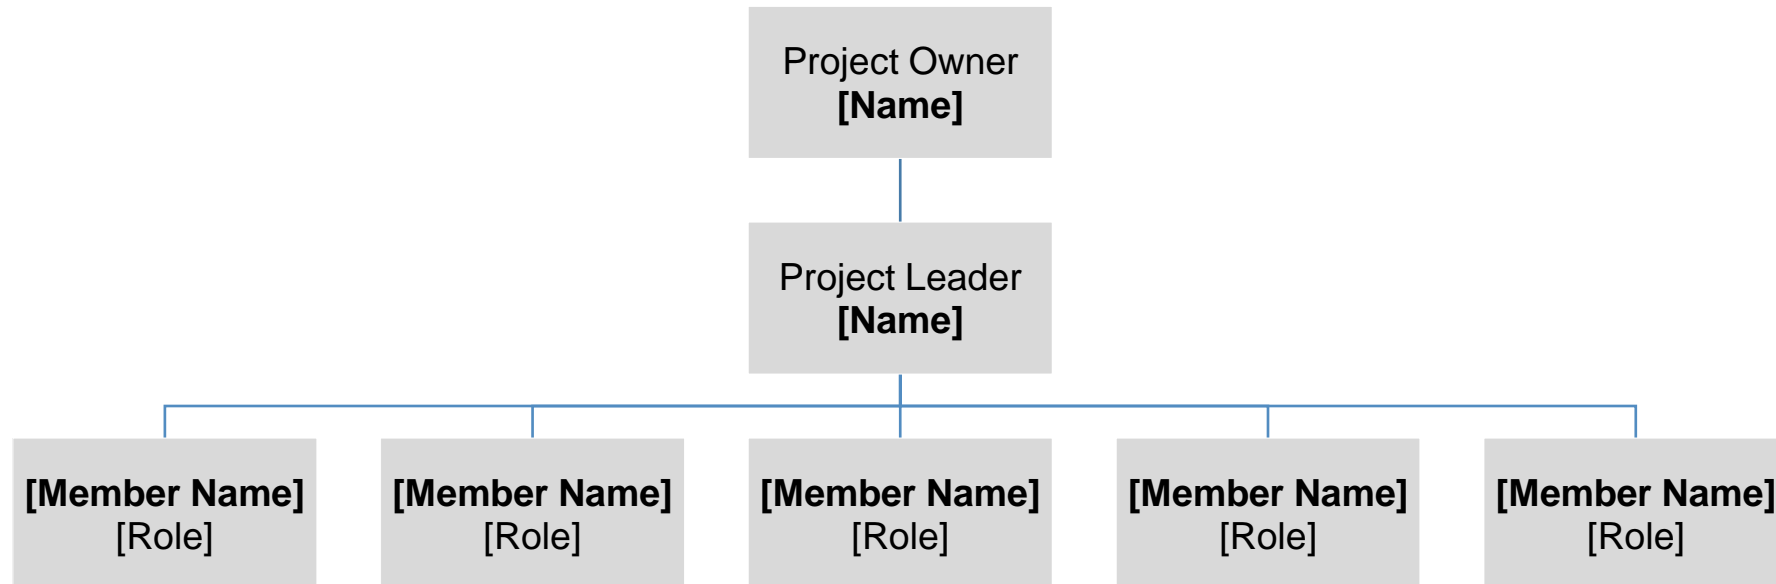 Project Owner
[Name]
Project Leader
[Name]
[Member Name]
[Role]
[Member Name]
[Role]
[Member Name]
[Role]
[Member Name]
[Role]
[Member Name]
[Role]